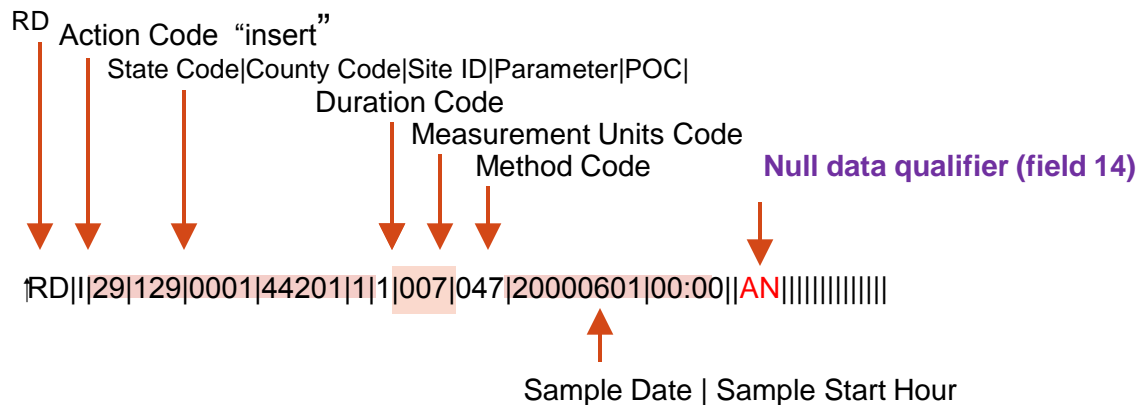 RD
Action Code “insert”
State Code|County Code|Site ID|Parameter|POC|
Duration Code
Measurement Units Code
Method Code
Null data qualifier (field 14)
RD|I|29|129|0001|44201|1|1|007|047|20000601|00:00||AN||||||||||||||
Sample Date | Sample Start Hour